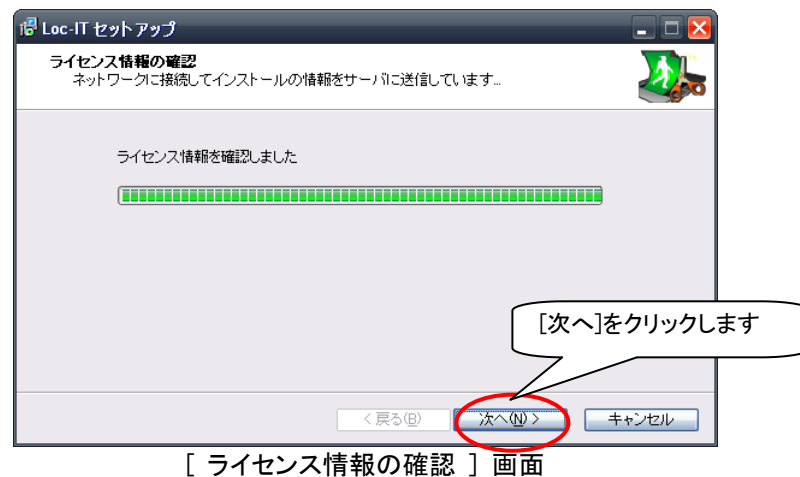 Loc-IT セットアップ
ライセンス情報の確認
ネットワークに接続してインストールの情報をサーバに送信しています...
ライセンス情報を確認しました
[次へ]をクリックします
< 戻る(B) 次へ(N) > キャンセル
[ ライセンス情報の確認 ] 画面